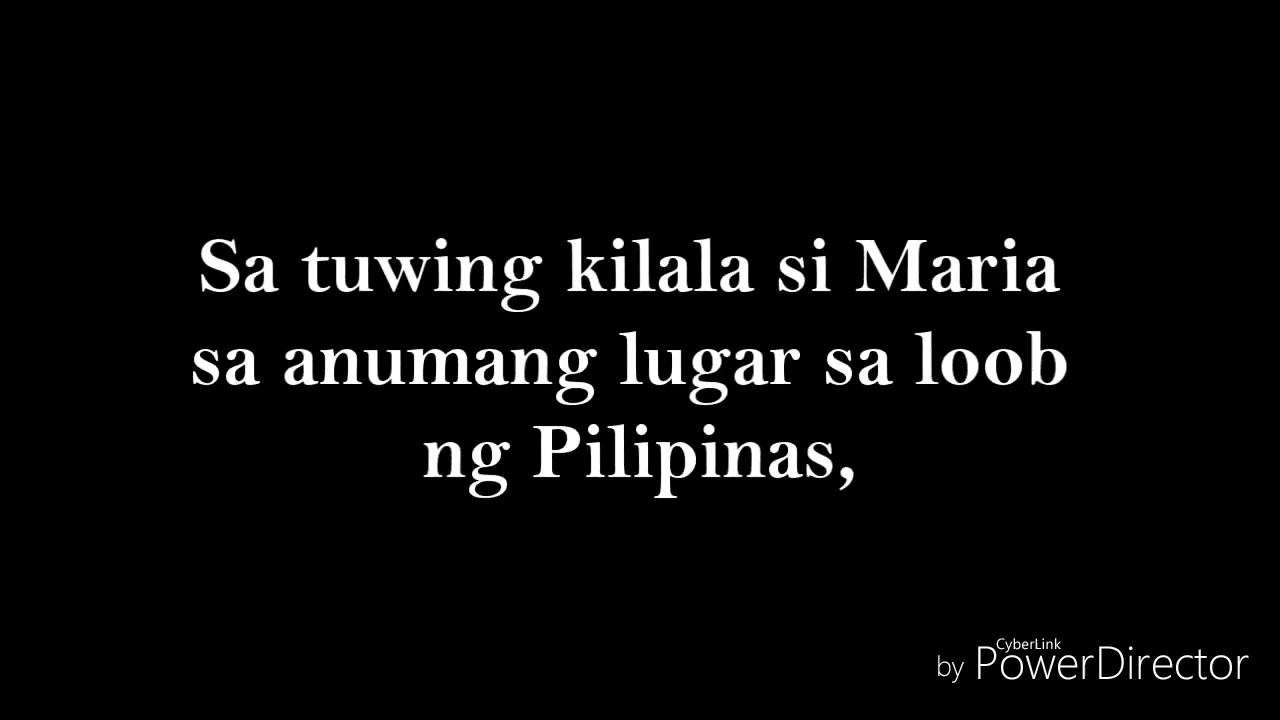 Sa tuwing kilala si Maria
sa anumang lugar sa loob
ng Pilipinas,
CyberLink
by PowerDirector